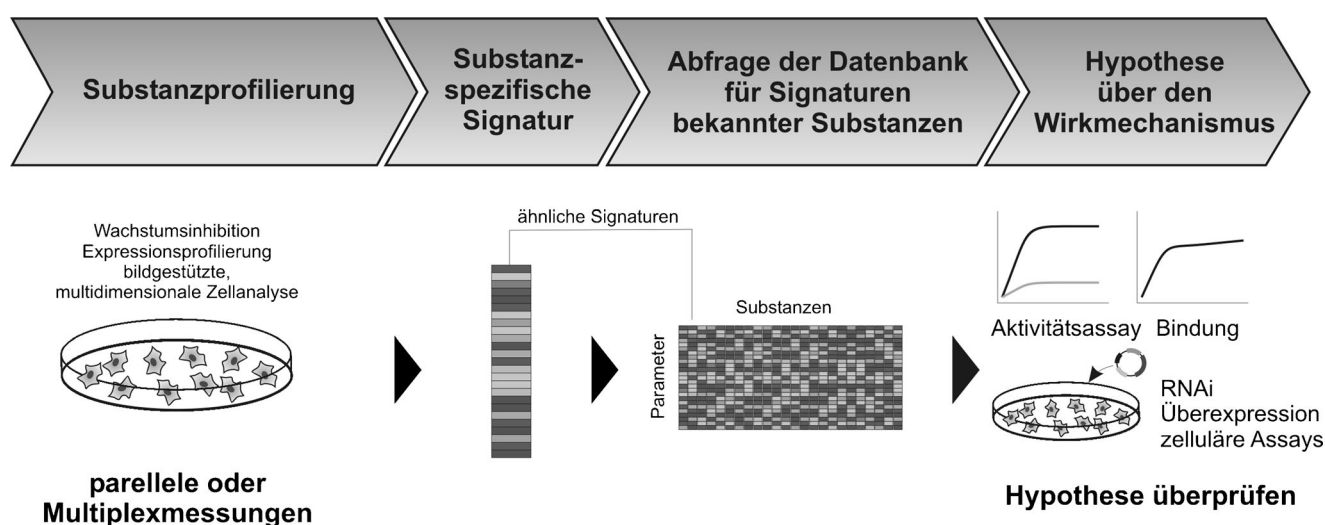 Substanzprofilierung
Substanz-
spezifische
Signatur
Abfrage der Datenbank
für Signaturen
bekannter Substanzen
Hypothese
über den
Wirkmechanismus
Wachstumsinhibition
Expressionsprofilierung
bildgestützte,
multidimensionale Zellanalyse
parellele oder
Multiplexmessungen
ähnliche Signaturen
Substanzen
Parameter
Aktivitätsassay
Bindung
RNAi
Überexpression
zelluläre Assays
Hypothese überprüfen